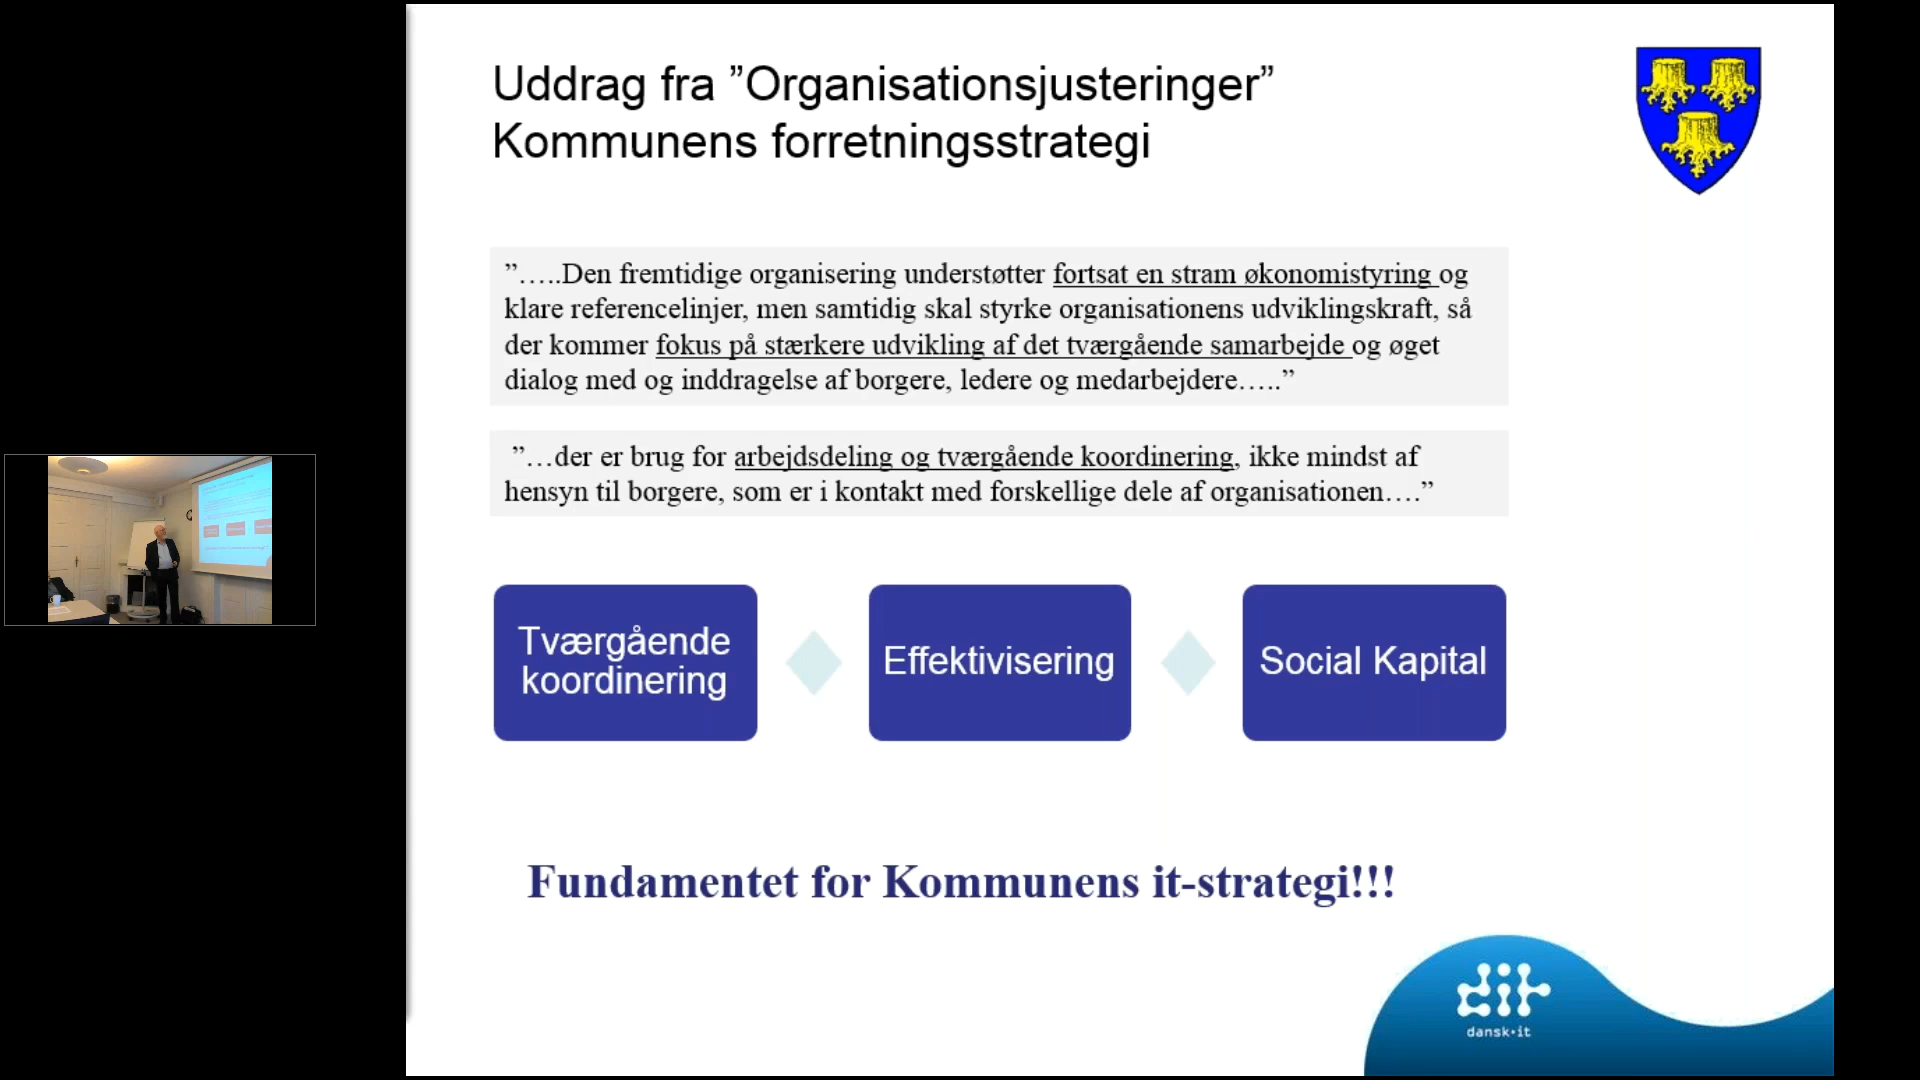 Uddrag fra ”Organisationsjusteringer”
Kommunens forretningsstrategi
”…..Den fremtidige organisering understøtter fortsat en stram økonomistyring og
klare referencelinjer, men samtidig skal styrke organisationens udviklingskraft, så
der kommer fokus på stærkere udvikling af det tværgående samarbejde og øget
dialog med og inddragelse af borgere, ledere og medarbejdere…..”
”…der er brug for arbejdsdeling og tværgående koordinering, ikke mindst af
hensyn til borgere, som er i kontakt med forskellige dele af organisationen….”
Tværgående
koordinering
Effektivisering
Social Kapital
Fundamentet for Kommunens it-strategi!!!
dit
dansk·it